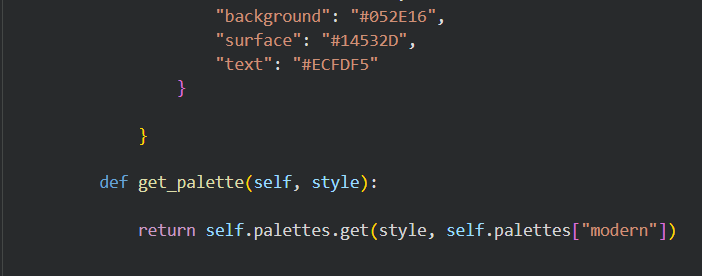 "background": "#052E16",
"surface": "#14532D",
"text": "#ECFDF5"
}
}
def get_palette(self, style):
return self.palettes.get(style, self.palettes["modern"])